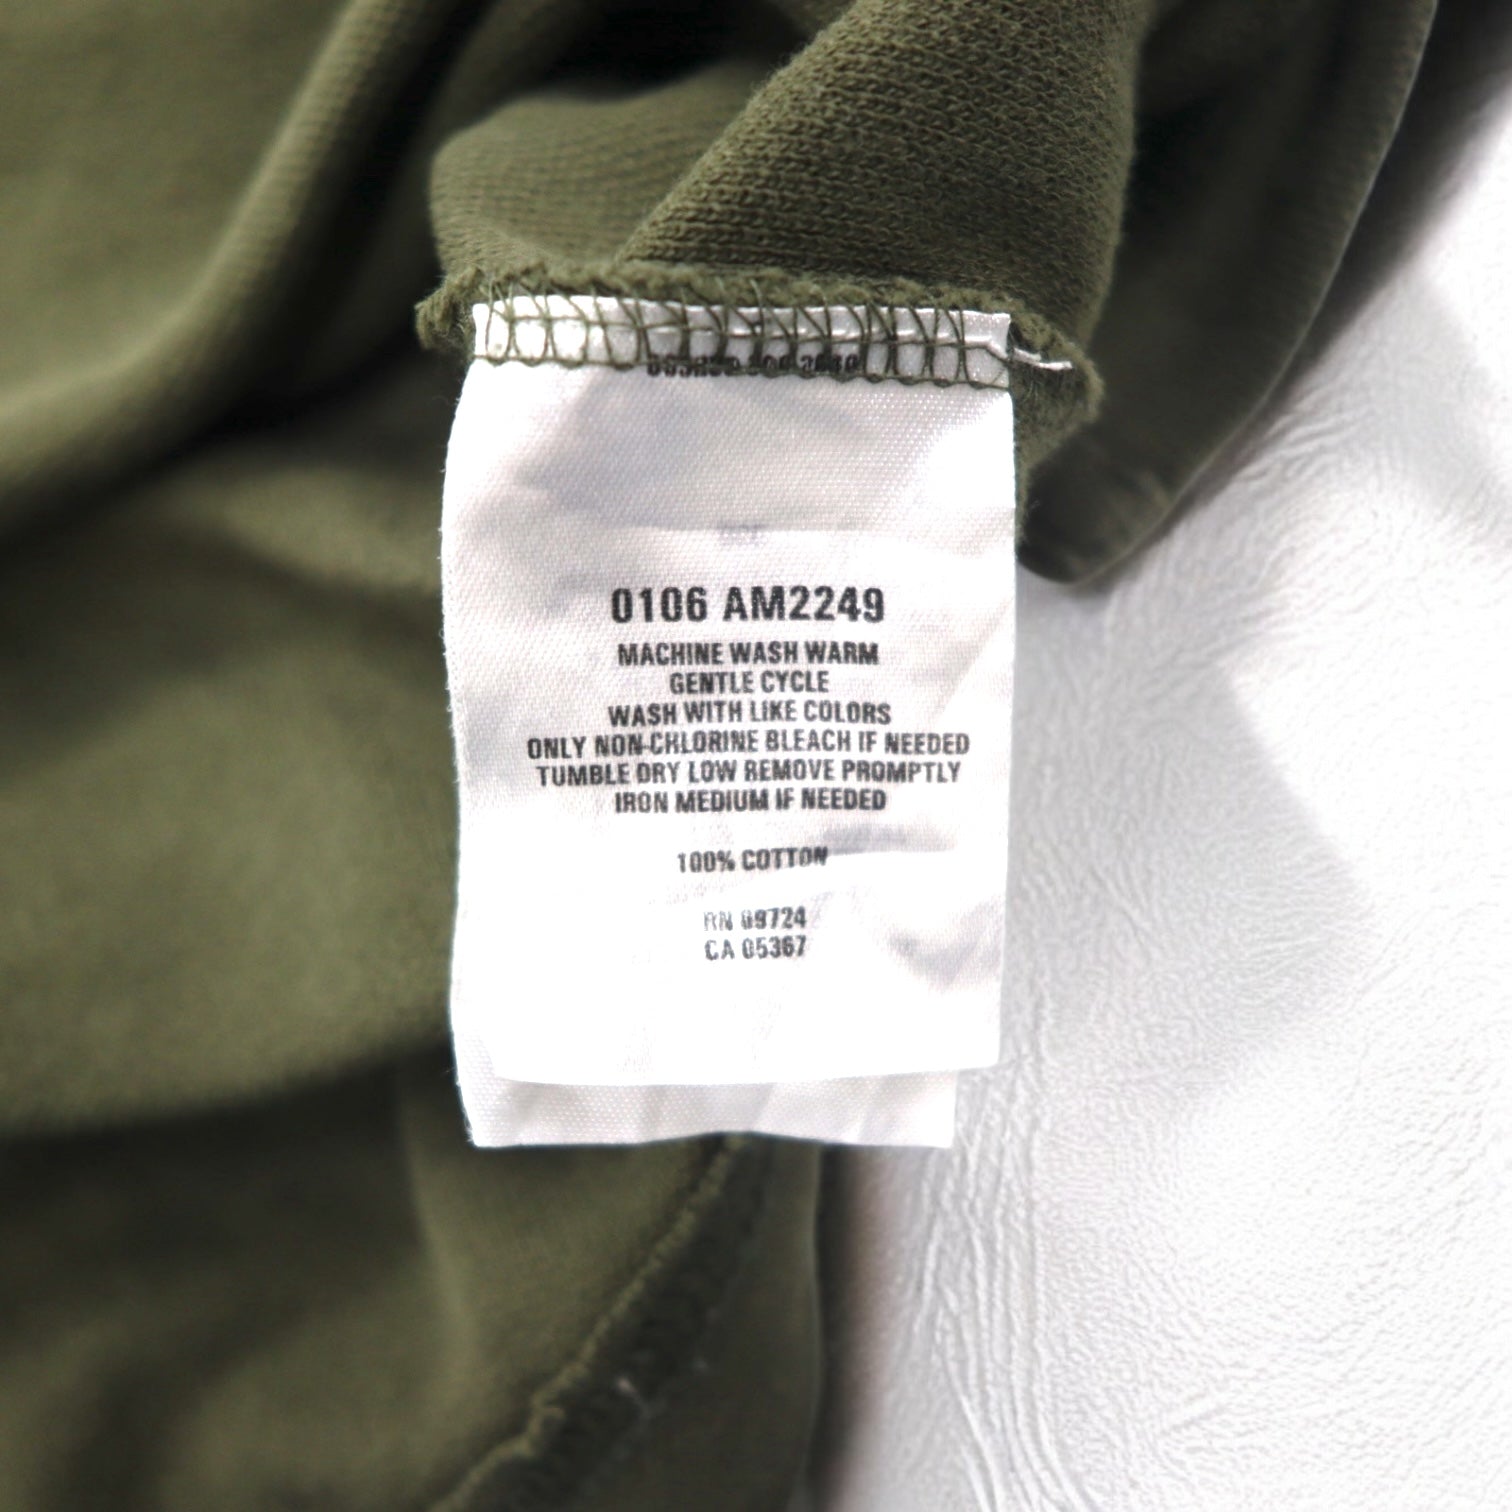 0106 AM2249
MACHINE WASH WARM
GENTLE CYCLE
WASH WITH LIKE COLORS
ONLY NON-CHLORINE BLEACH IF NEEDED
TUMBLE DRY LOW REMOVE PROMPTLY
IRON MEDIUM IF NEEDED
100% COTTON
RN 69724
CA 05367